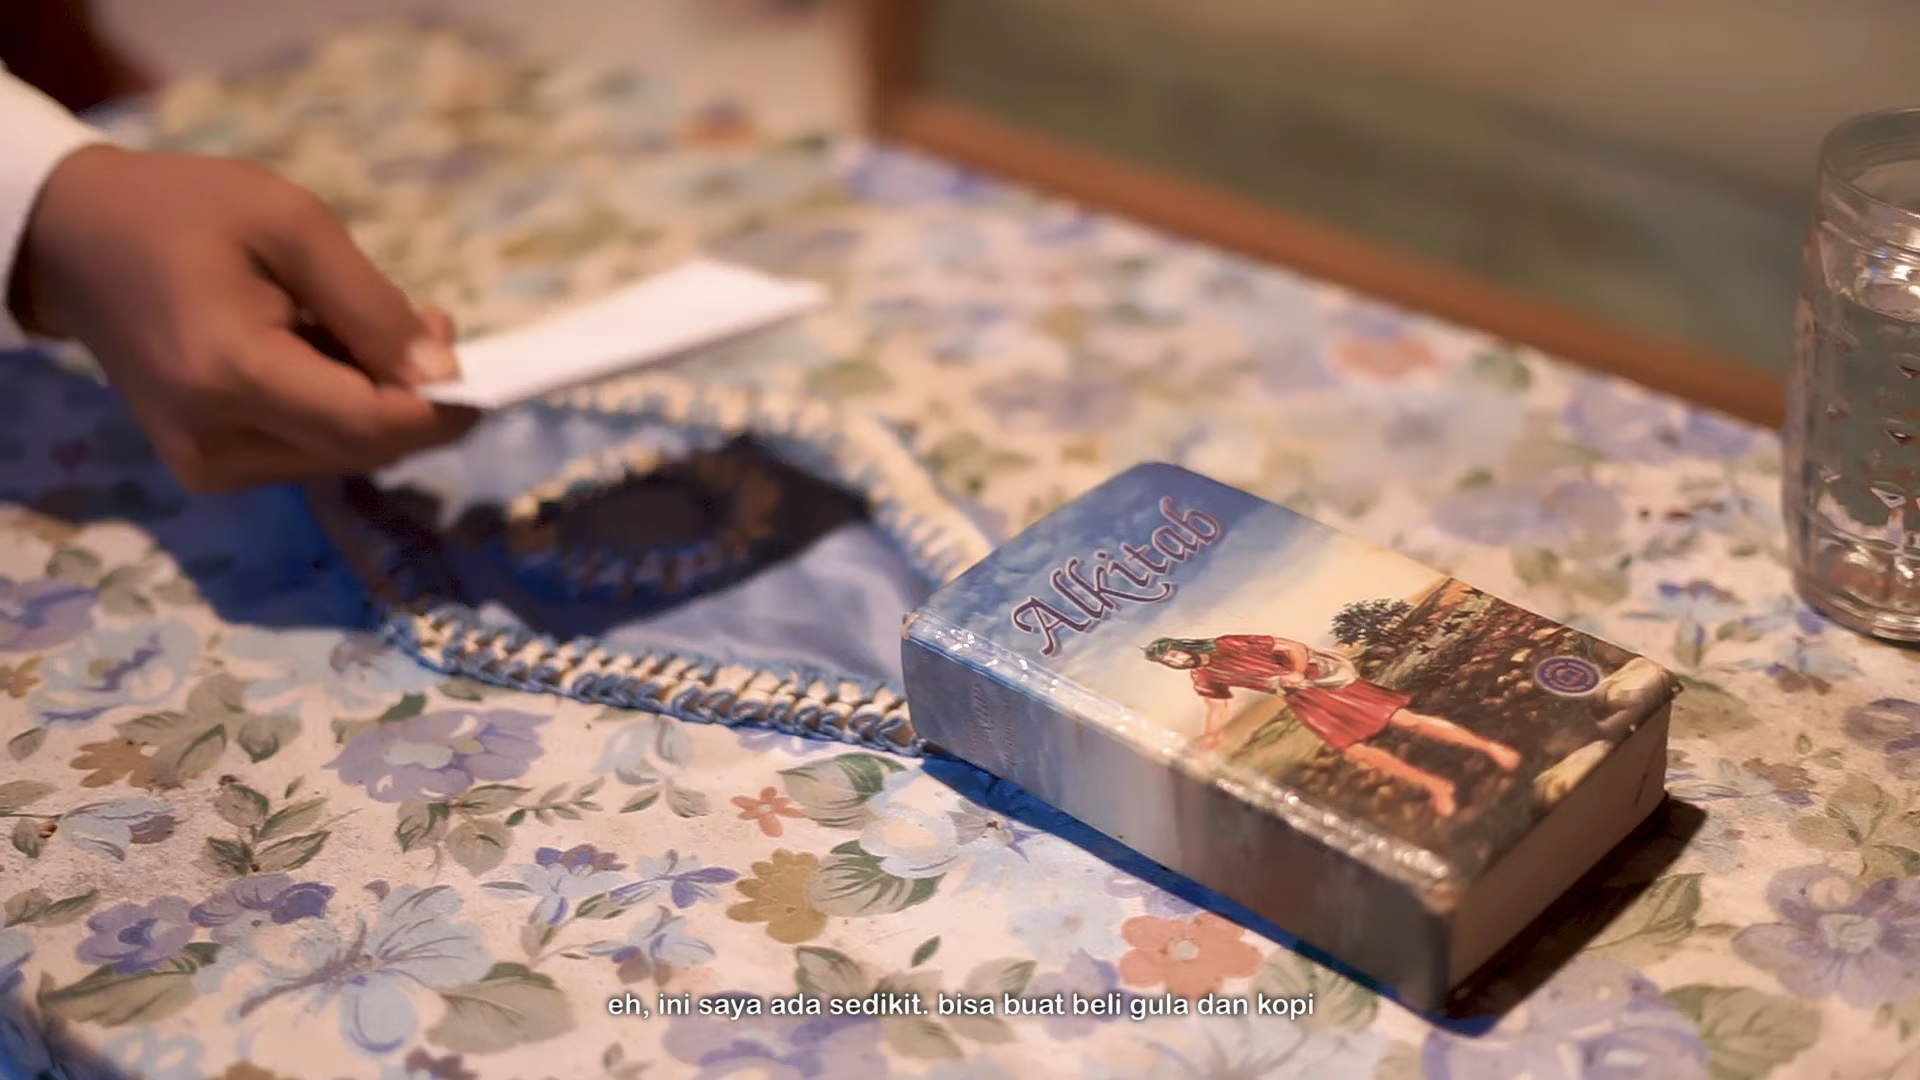 Alkitab
eh, ini saya ada sedikit. bisa buat beli gula dan kopi